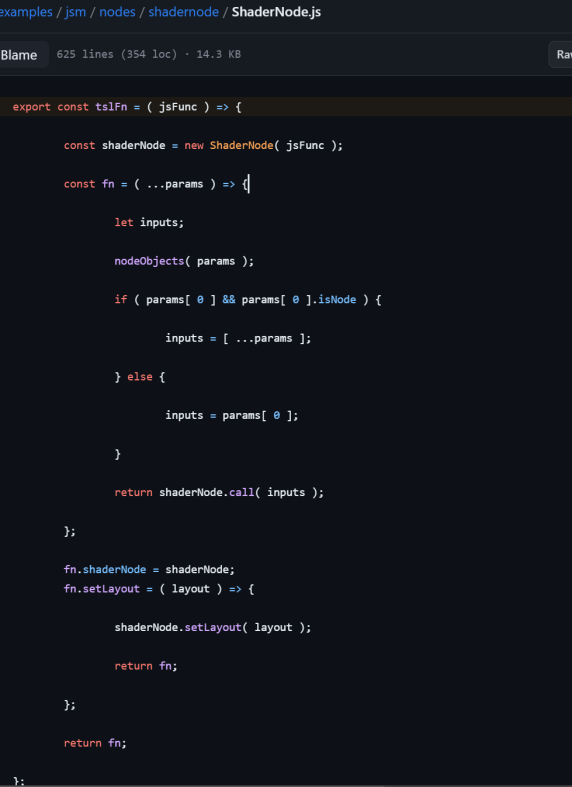 examples / jsm / nodes / shadernode / ShaderNode.js
Blame 625 lines (354 loc) · 14.3 KB
export const tslFn = ( jsFunc ) => {
const shaderNode = new ShaderNode( jsFunc );
const fn = ( ...params ) => {
let inputs;
nodeObjects( params );
if ( params[ 0 ] && params[ 0 ].isNode ) {
inputs = [ ...params ];
} else {
inputs = params[ 0 ];
}
return shaderNode.call( inputs );
};
fn.shaderNode = shaderNode;
fn.setLayout = ( layout ) => {
shaderNode.setLayout( layout );
return fn;
};
return fn;
};